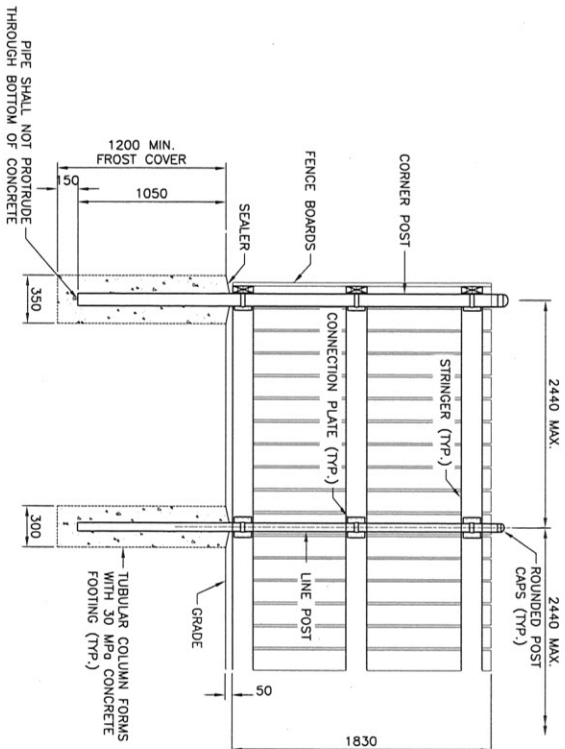 2440 MAX.
2440 MAX.
ROUNDED POST
CAPS (TYP.)
CORNER POST
STRINGER (TYP.)
FENCE BOARDS
CONNECTION PLATE (TYP.)
LINE POST
1830
SEALER
GRADE
50
1200 MIN.
FROST COVER
1050
150
350
300
PIPE SHALL NOT PROTRUDE
THROUGH BOTTOM OF CONCRETE
TUBULAR COLUMN FORMS
WITH 30 MPa CONCRETE
FOOTING (TYP.)